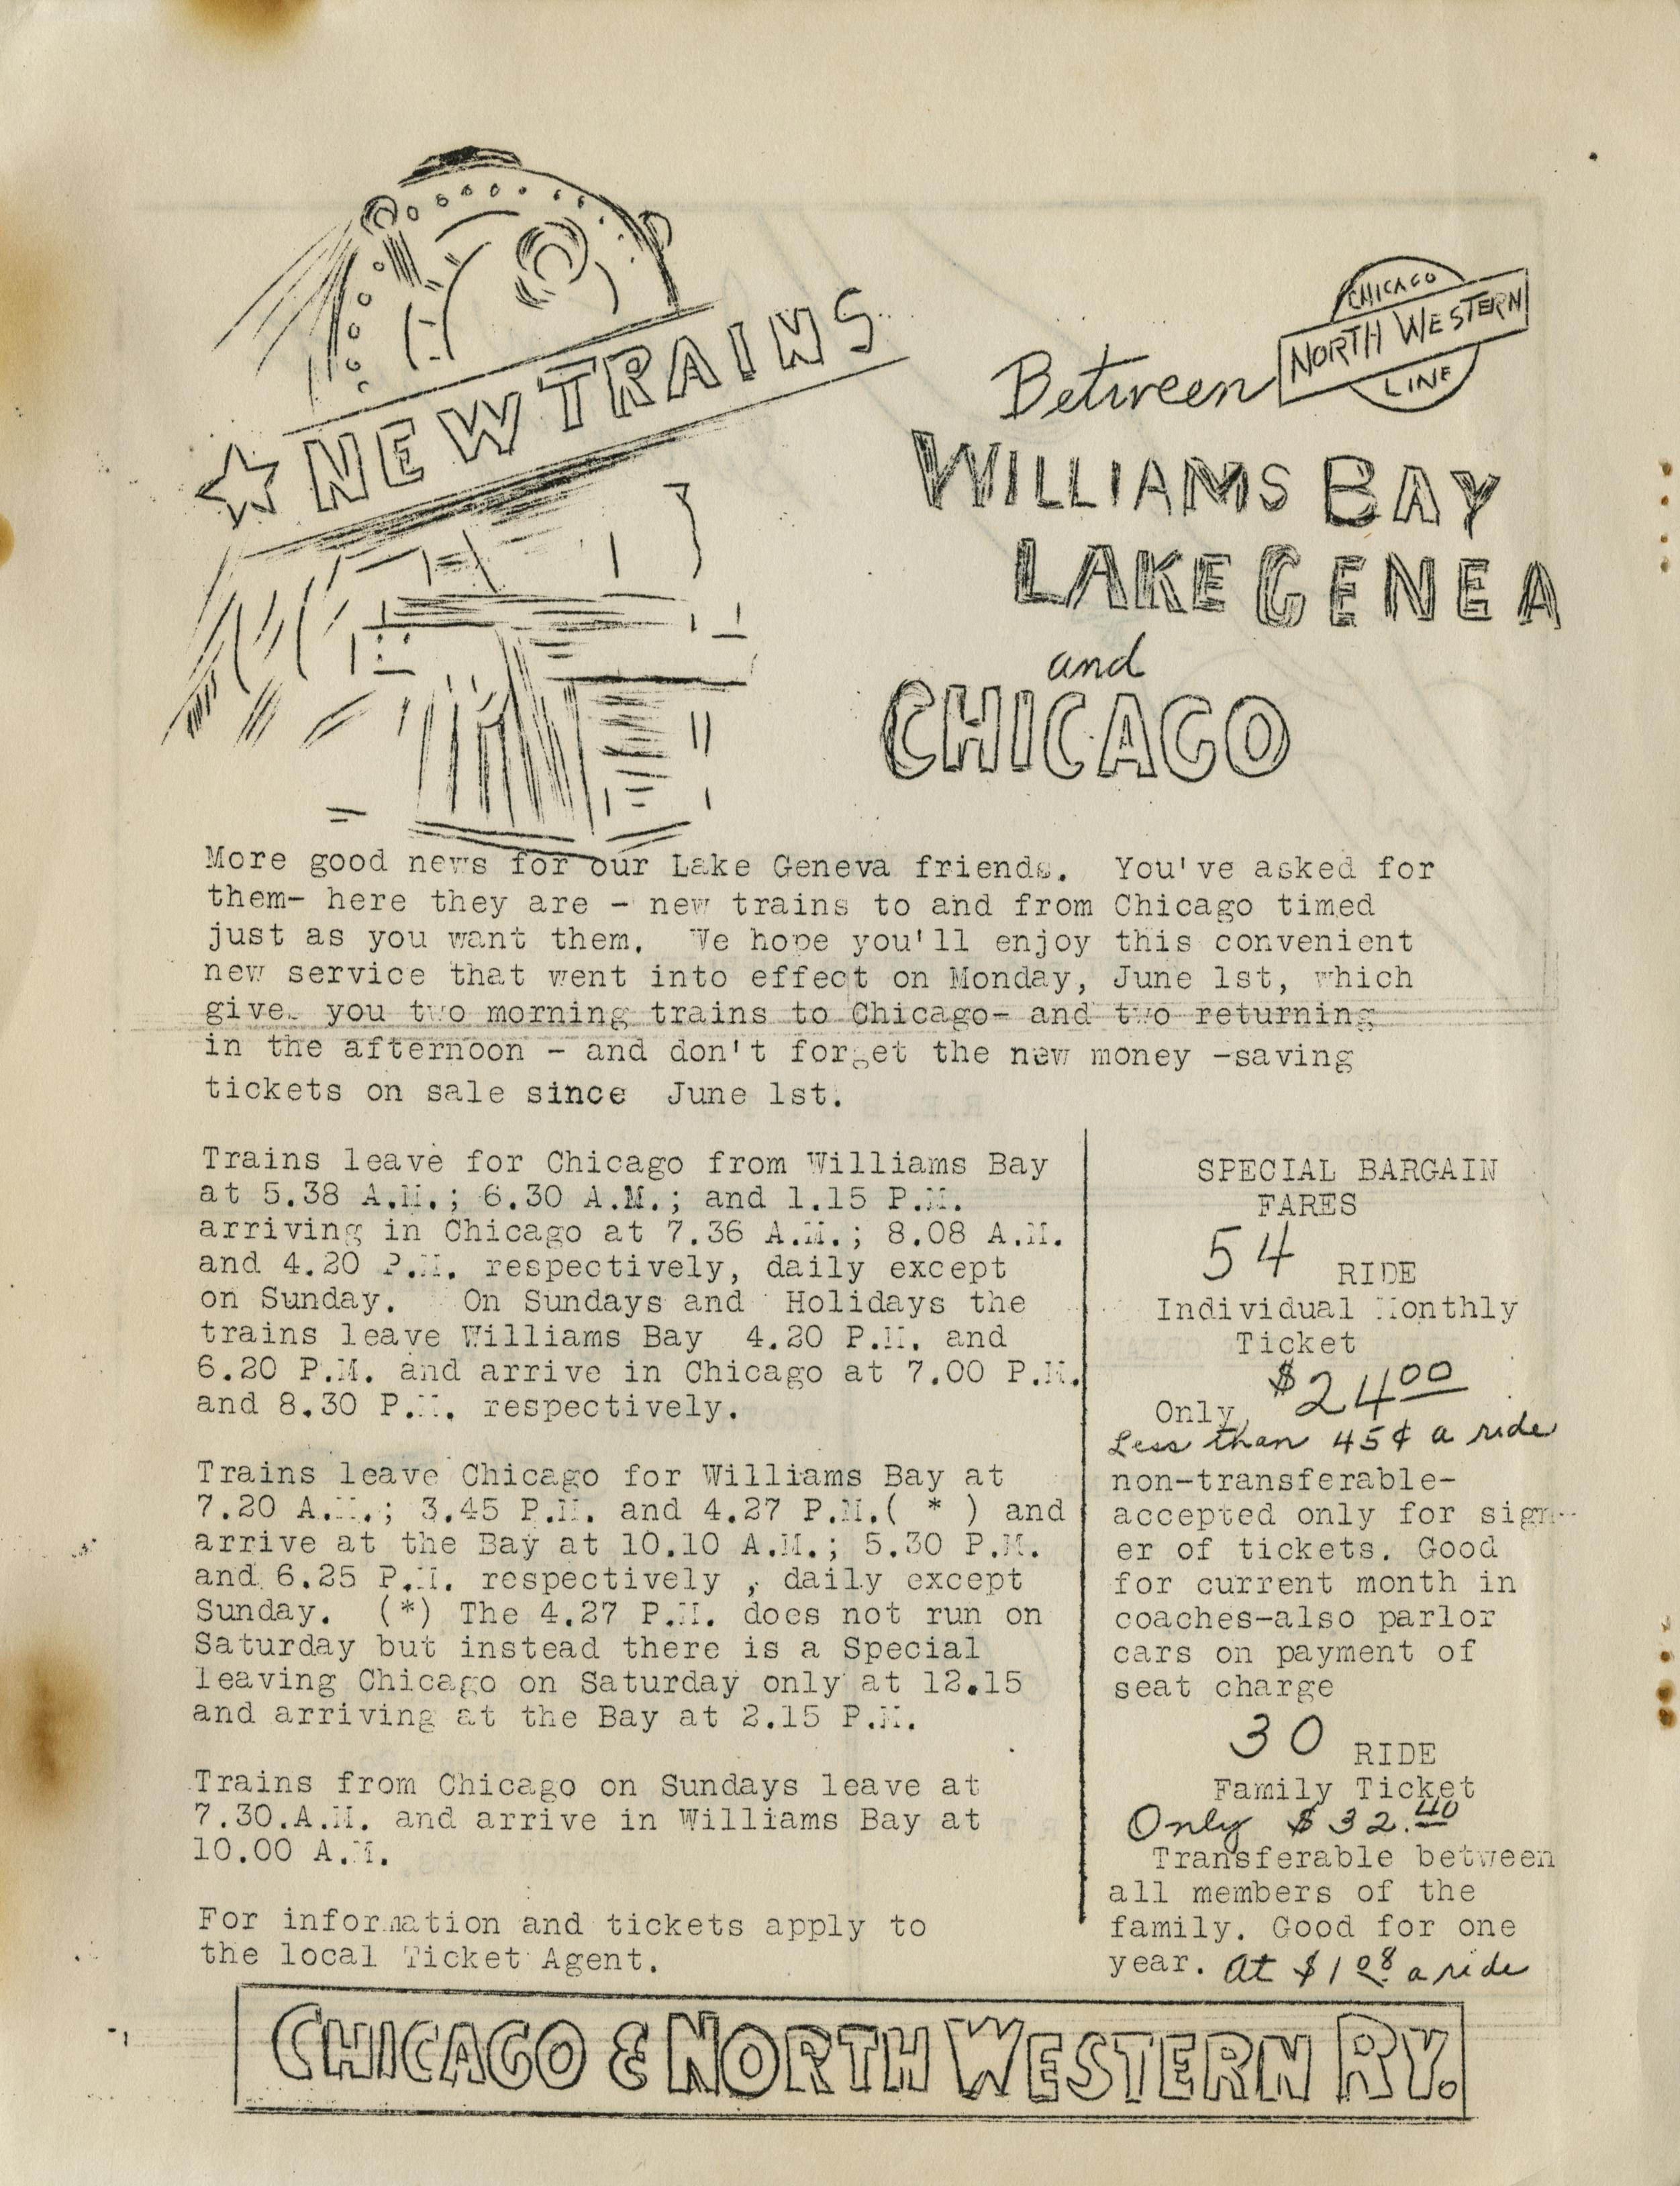 ☆ NEW TRAINS
Between
CHICAGO
NORTH WESTERN
LINE
WILLIAMS BAY
LAKE GENEA
and
CHICAGO
More good news for our Lake Geneva friends. You've asked for
them- here they are - new trains to and from Chicago timed
just as you want them. We hope you'll enjoy this convenient
new service that went into effect on Monday, June 1st, which
give. you two morning trains to Chicago- and two returning
in the afternoon - and don't forget the new money -saving
tickets on sale since June 1st.
Trains leave for Chicago from Williams Bay
at 5.38 A.M.; 6.30 A.M.; and 1.15 P.M.
arriving in Chicago at 7.36 A.M.; 8.08 A.M.
and 4.20 P.M. respectively, daily except
on Sunday. On Sundays and Holidays the
trains leave Williams Bay 4.20 P.M. and
6.20 P.M. and arrive in Chicago at 7.00 P.M.
and 8.30 P.M. respectively.
Trains leave Chicago for Williams Bay at
7.20 A.M.; 3.45 P.M. and 4.27 P.M.( * ) and
arrive at the Bay at 10.10 A.M.; 5.30 P.M.
and 6.25 P.M. respectively , daily except
Sunday. (*) The 4.27 P.M. does not run on
Saturday but instead there is a Special
leaving Chicago on Saturday only at 12.15
and arriving at the Bay at 2.15 P.M.
Trains from Chicago on Sundays leave at
7.30.A.M. and arrive in Williams Bay at
10.00 A.M.
For information and tickets apply to
the local Ticket Agent.
SPECIAL BARGAIN
FARES
54 RIDE
Individual Monthly
Ticket
Only $24.00
Less than 45¢ a ride
non-transferable-
accepted only for sign-
er of tickets. Good
for current month in
coaches-also parlor
cars on payment of
seat charge
30 RIDE
Family Ticket
Only $32.40
Transferable between
all members of the
family. Good for one
year. At $1.08 a ride
CHICAGO & NORTH WESTERN RY.